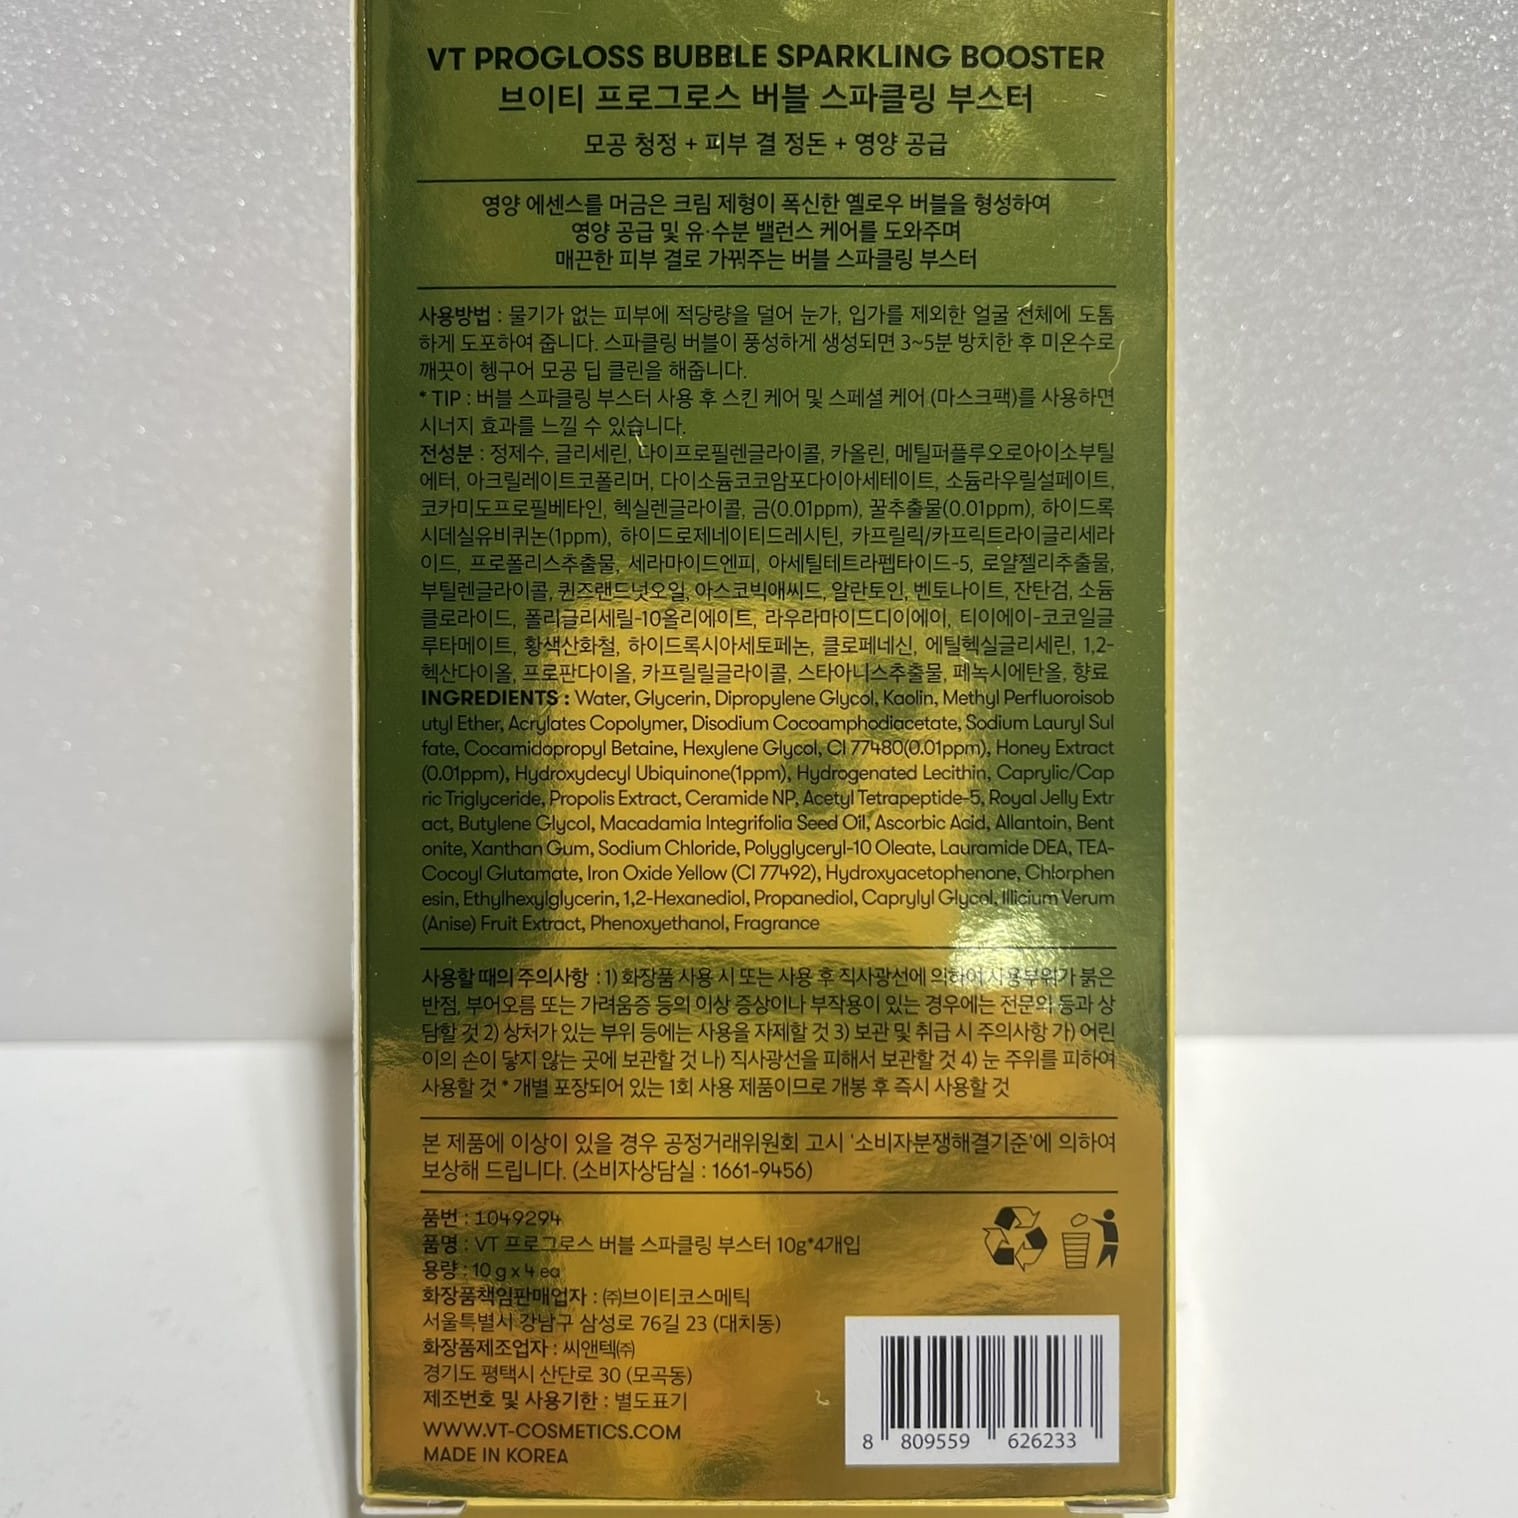 VT PROGLOSS BUBBLE SPARKLING BOOSTER
브이티 프로그로스 버블 스파클링 부스터
모공 청정 + 피부 결 정돈 + 영양 공급
영양 에센스를 머금은 크림 제형이 폭신한 옐로우 버블을 형성하여
영양 공급 및 유·수분 밸런스 케어를 도와주며
매끈한 피부 결로 가꿔주는 버블 스파클링 부스터
사용방법 : 물기가 없는 피부에 적당량을 덜어 눈가, 입가를 제외한 얼굴 전체에 도톰
하게 도포하여 줍니다. 스파클링 버블이 풍성하게 생성되면 3~5분 방치한 후 미온수로
깨끗이 헹구어 모공 딥 클린을 해줍니다.
* TIP : 버블 스파클링 부스터 사용 후 스킨 케어 및 스페셜 케어 (마스크팩)를 사용하면
시너지 효과를 느낄 수 있습니다.
전성분 : 정제수, 글리세린, 다이프로필렌글라이콜, 카올린, 메틸퍼플루오로아이소부틸
에터, 아크릴레이트코폴리머, 다이소듐코코암포다이아세테이트, 소듐라우릴설페이트,
코카미도프로필베타인, 헥실렌글라이콜, 금(0.01ppm), 꿀추출물(0.01ppm), 하이드록
시데실유비퀴논(1ppm), 하이드로제네이티드레시틴, 카프릴릭/카프릭트라이글리세라
이드, 프로폴리스추출물, 세라마이드엔피, 아세틸테트라펩타이드-5, 로얄젤리추출물,
부틸렌글라이콜, 퀸즈랜드넛오일, 아스코빅애씨드, 알란토인, 벤토나이트, 잔탄검, 소듐
클로라이드, 폴리글리세릴-10올리에이트, 라우라마이드디이에이, 티이에이-코코일글
루타메이트, 황색산화철, 하이드록시아세토페논, 클로페네신, 에틸헥실글리세린, 1,2-
헥산다이올, 프로판다이올, 카프릴릴글라이콜, 스타아니스추출물, 페녹시에탄올, 향료
INGREDIENTS : Water, Glycerin, Dipropylene Glycol, Kaolin, Methyl Perfluoroisob
utyl Ether, Acrylates Copolymer, Disodium Cocoamphodiacetate, Sodium Lauryl Sul
fate, Cocamidopropyl Betaine, Hexylene Glycol, CI 77480(0.01ppm), Honey Extract
(0.01ppm), Hydroxydecyl Ubiquinone(1ppm), Hydrogenated Lecithin, Caprylic/Cap
ric Triglyceride, Propolis Extract, Ceramide NP, Acetyl Tetrapeptide-5, Royal Jelly Extr
act, Butylene Glycol, Macadamia Integrifolia Seed Oil, Ascorbic Acid, Allantoin, Bent
onite, Xanthan Gum, Sodium Chloride, Polyglyceryl-10 Oleate, Lauramide DEA, TEA-
Cocoyl Glutamate, Iron Oxide Yellow (CI 77492), Hydroxyacetophenone, Chlorphen
esin, Ethylhexylglycerin, 1,2-Hexanediol, Propanediol, Caprylyl Glycol, Illicium Verum
(Anise) Fruit Extract, Phenoxyethanol, Fragrance
사용할 때의 주의사항 : 1) 화장품 사용 시 또는 사용 후 직사광선에 의하여 사용부위가 붉은
반점, 부어오름 또는 가려움증 등의 이상 증상이나 부작용이 있는 경우에는 전문의 등과 상
담할 것 2) 상처가 있는 부위 등에는 사용을 자제할 것 3) 보관 및 취급 시 주의사항 가) 어린
이의 손이 닿지 않는 곳에 보관할 것 나) 직사광선을 피해서 보관할 것 4) 눈 주위를 피하여
사용할 것 * 개별 포장되어 있는 1회 사용 제품이므로 개봉 후 즉시 사용할 것
본 제품에 이상이 있을 경우 공정거래위원회 고시 '소비자분쟁해결기준'에 의하여
보상해 드립니다. (소비자상담실 : 1661-9456)
품번 : 1049294
품명 : VT 프로그로스 버블 스파클링 부스터 10g*4개입
용량 : 10 g x 4 ea
화장품책임판매업자 : ㈜브이티코스메틱
서울특별시 강남구 삼성로 76길 23 (대치동)
화장품제조업자 : 씨앤텍㈜
경기도 평택시 산단로 30 (모곡동)
제조번호 및 사용기한 : 별도표기
WWW.VT-COSMETICS.COM
MADE IN KOREA
8 809559 626233